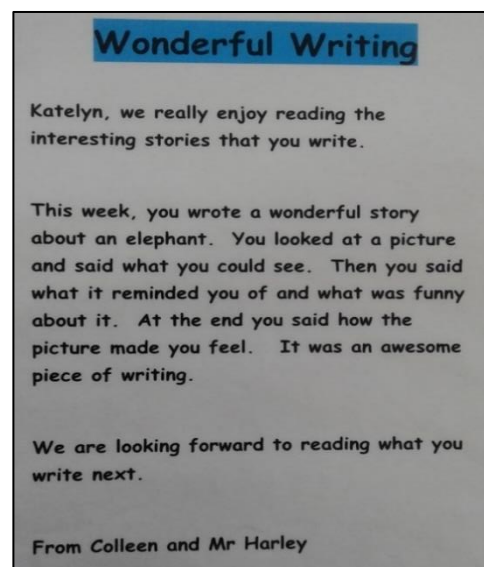 Wonderful Writing
Katelyn, we really enjoy reading the
interesting stories that you write.
This week, you wrote a wonderful story
about an elephant. You looked at a picture
and said what you could see. Then you said
what it reminded you of and what was funny
about it. At the end you said how the
picture made you feel. It was an awesome
piece of writing.
We are looking forward to reading what you
write next.
From Colleen and Mr Harley